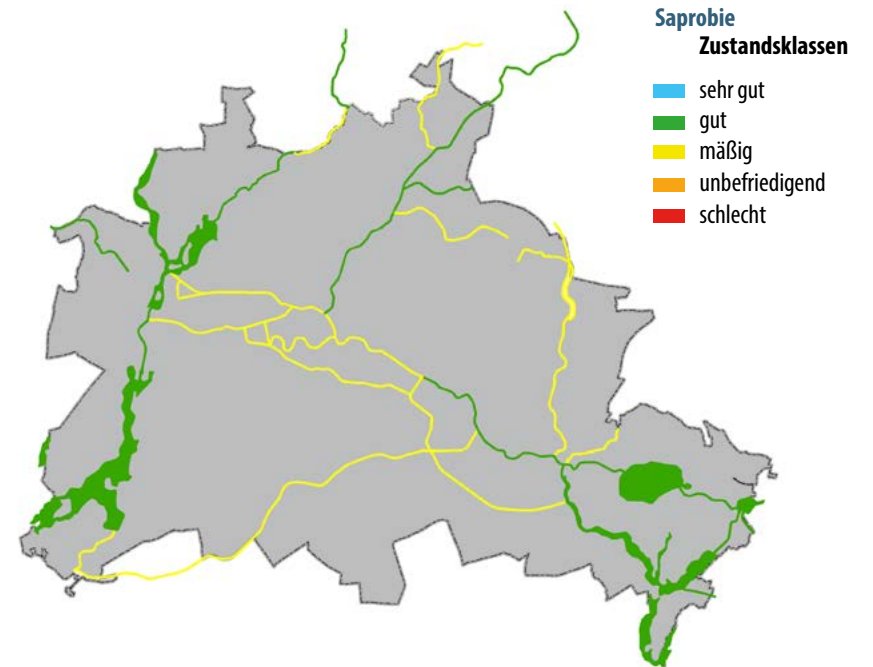 Saprobie
Zustandsklassen
sehr gut
gut
mäßig
unbefriedigend
schlecht